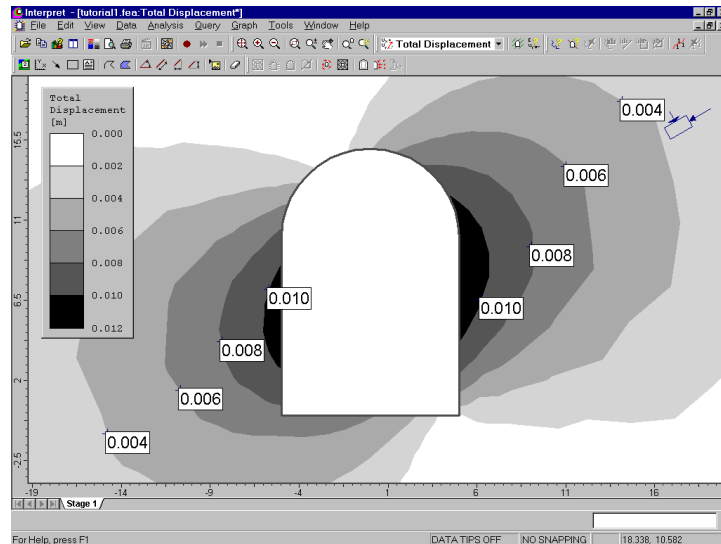 Interpret - [tutorial1.fea:Total Displacement*]
File Edit View Data Analysis Query Graph Tools Window Help
Total Displacement
Total
Displacement
[m]
0.000
0.002
0.004
0.006
0.008
0.010
0.012
0.004
0.006
0.008
0.010
0.010
0.008
0.006
0.004
15.5
11
6.5
2
-2.5
-19 -14 -9 -4 1 6 11 16
Stage 1
For Help, press F1 DATA TIPS OFF NO SNAPPING 18.338, 10.582